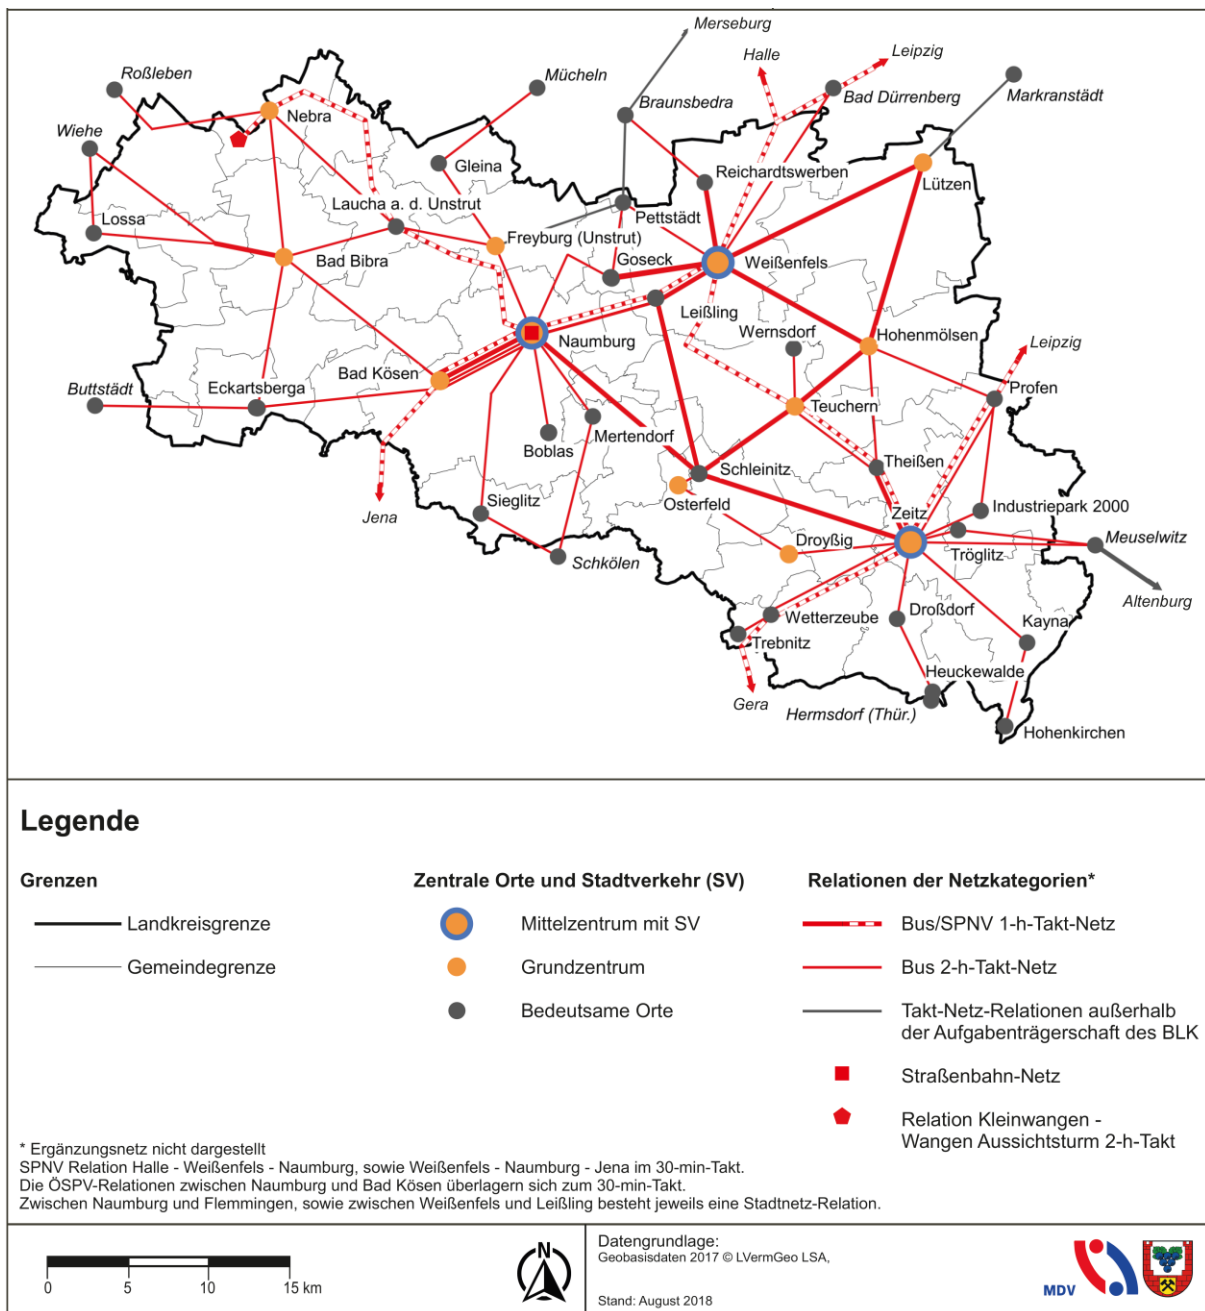 Merseburg
Halle
Leipzig
Roßleben
Mücheln
Braunsbedra
Bad Dürrenberg
Markranstädt
Nebra
Wiehe
Gleina
Reichardtswerben
Lützen
Laucha a. d. Unstrut
Pettstädt
Lossa
Freyburg (Unstrut)
Bad Bibra
Goseck
Weißenfels
Leißling
Wernsdorf
Hohenmölsen
Naumburg
Leipzig
Bad Kösen
Buttstädt
Eckartsberga
Profen
Teuchern
Mertendorf
Boblas
Schleinitz
Theißen
Sieglitz
Osterfeld
Zeitz
Industriepark 2000
Jena
Droyßig
Tröglitz
Meuselwitz
Schkölen
Altenburg
Wetterzeube
Droßdorf
Kayna
Trebnitz
Heuckewalde
Gera
Hermsdorf (Thür.)
Hohenkirchen
Legende
Grenzen
Landkreisgrenze
Gemeindegrenze
Zentrale Orte und Stadtverkehr (SV)
Mittelzentrum mit SV
Grundzentrum
Bedeutsame Orte
Relationen der Netzkategorien*
Bus/SPNV 1-h-Takt-Netz
Bus 2-h-Takt-Netz
Takt-Netz-Relationen außerhalb
der Aufgabenträgerschaft des BLK
Straßenbahn-Netz
Relation Kleinwangen -
Wangen Aussichtsturm 2-h-Takt
* Ergänzungsnetz nicht dargestellt
SPNV Relation Halle - Weißenfels - Naumburg, sowie Weißenfels - Naumburg - Jena im 30-min-Takt.
Die ÖSPV-Relationen zwischen Naumburg und Bad Kösen überlagern sich zum 30-min-Takt.
Zwischen Naumburg und Flemmingen, sowie zwischen Weißenfels und Leißling besteht jeweils eine Stadtnetz-Relation.
0 5 10 15 km
N
Datengrundlage:
Geobasisdaten 2017 © LVermGeo LSA,
Stand: August 2018
MDV